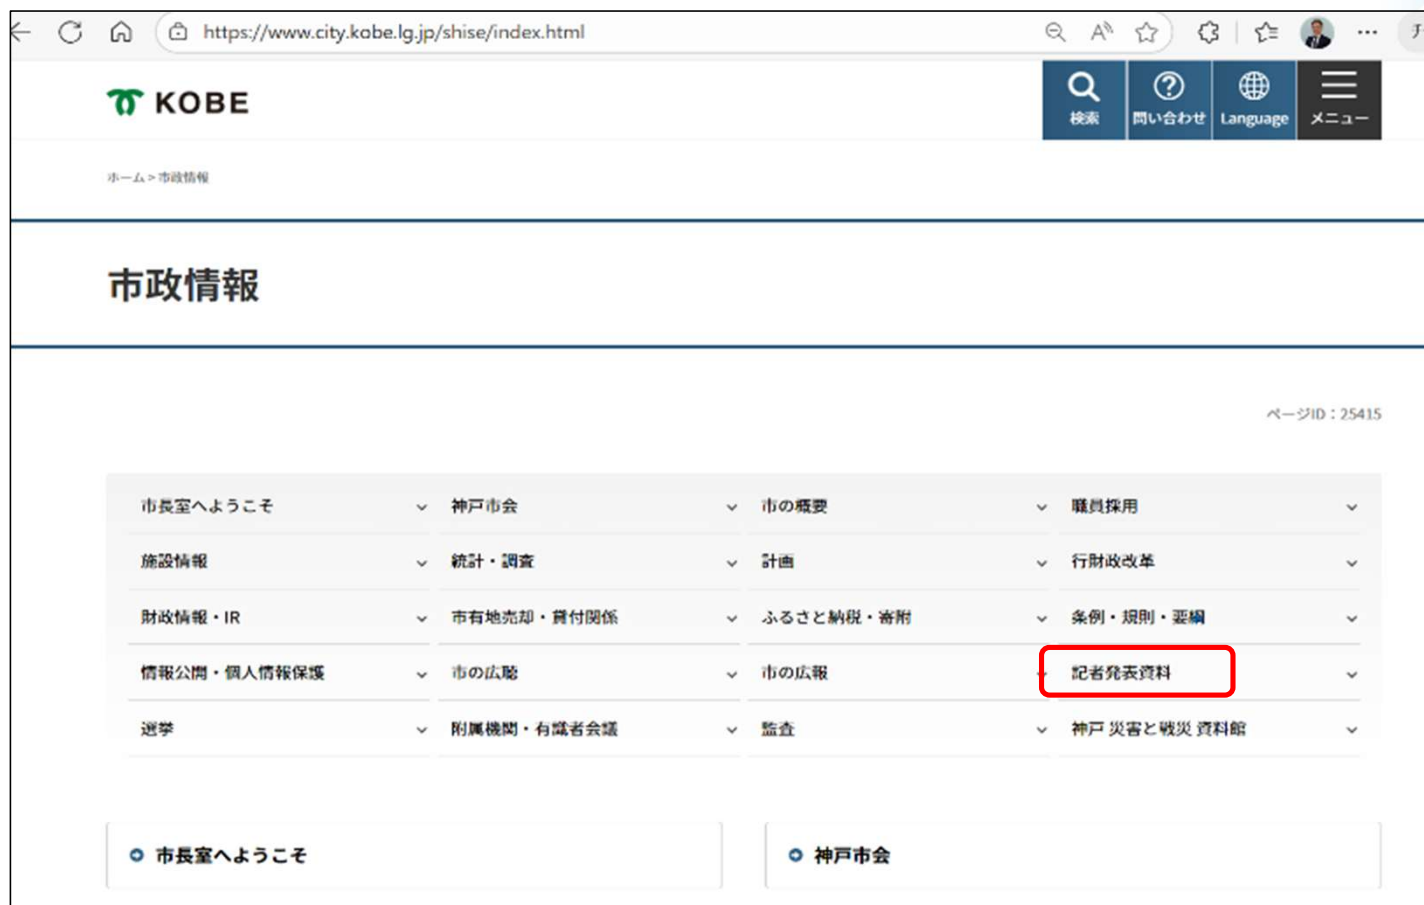 https://www.city.kobe.lg.jp/shise/index.html
KOBE
検索 問い合わせ Language メニュー
ホーム > 市政情報
市政情報
ページID：25415
市長室へようこそ 神戸市会 市の概要 職員採用
施設情報 統計・調査 計画 行財政改革
財政情報・IR 市有地売却・貸付関係 ふるさと納税・寄附 条例・規則・要綱
情報公開・個人情報保護 市の広聴 市の広報 記者発表資料
選挙 附属機関・有識者会議 監査 神戸 災害と戦災 資料館
市長室へようこそ 神戸市会